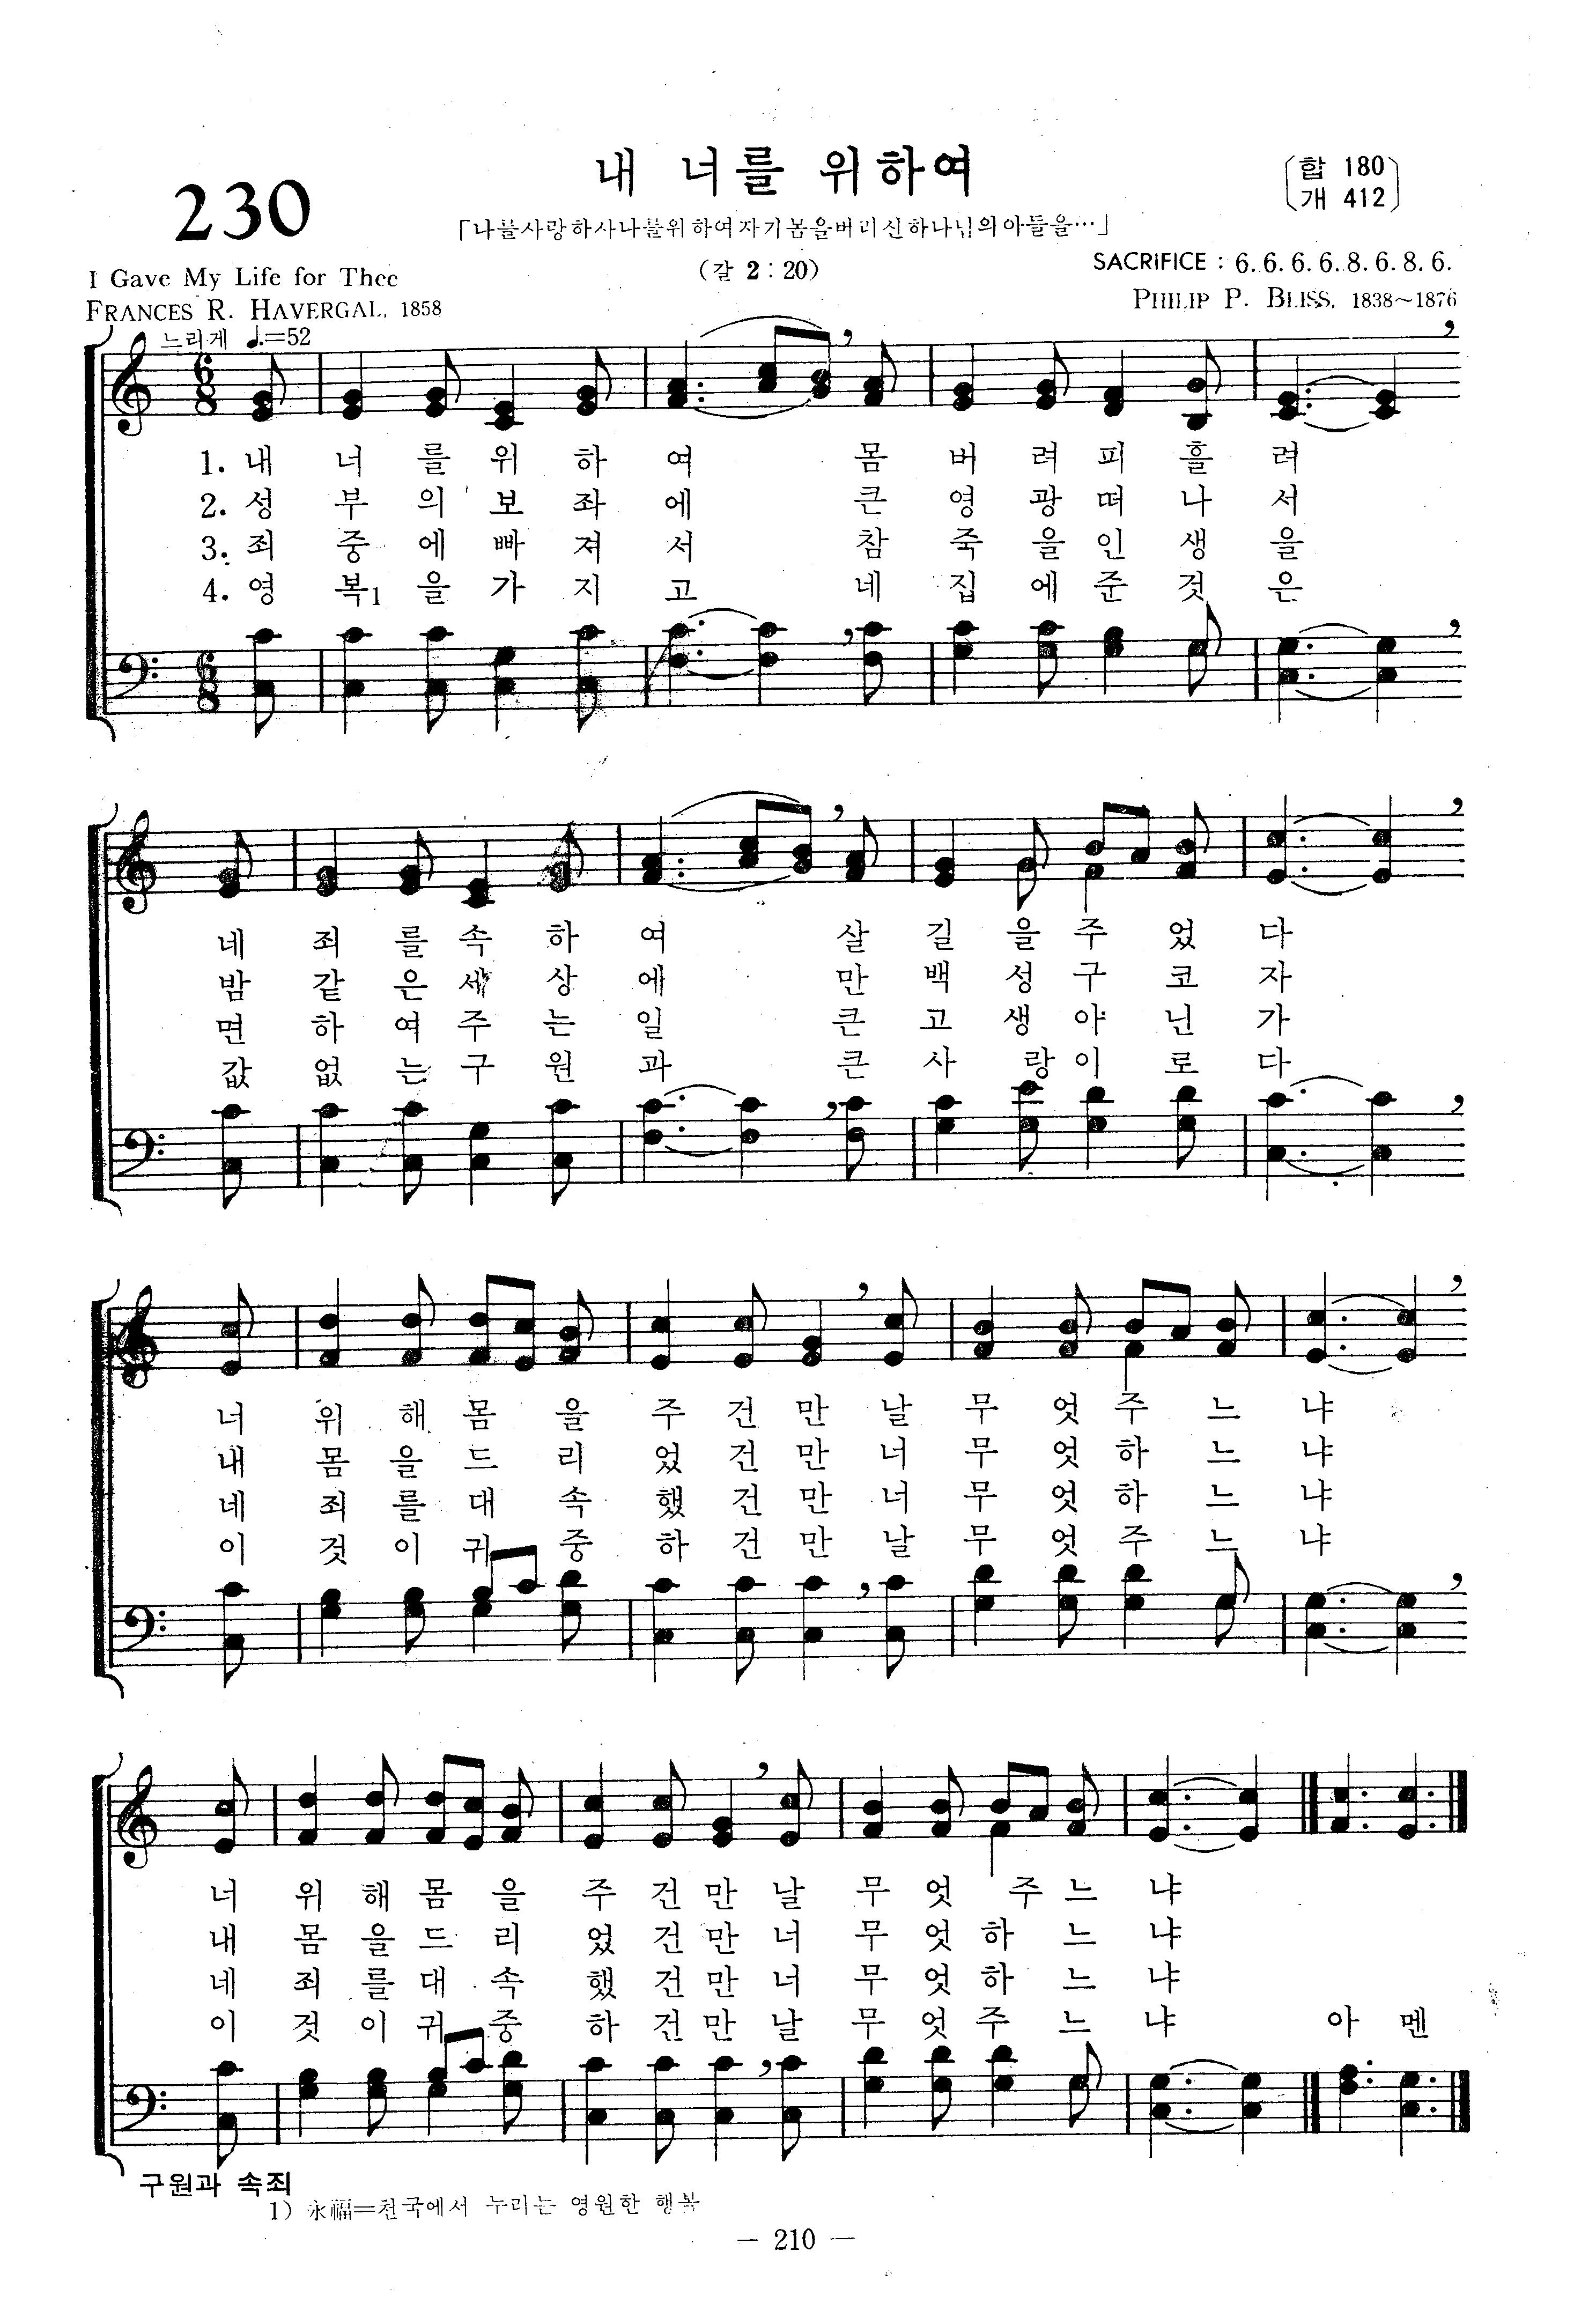 230
내 너를 위하여
「나를사랑하사나를위하여자기몸을버리신하나님의아들을…」
(갈 2 : 20)
합 180
개 412
I Gave My Life for Thee
FRANCES R. HAVERGAL, 1858
SACRIFICE : 6. 6. 6. 6. 8. 6. 8. 6.
PHILIP P. BLISS, 1838~1876
느리게 ♩.=52
1. 내 너 를 위 하 여 몸 버 려 피 흘 려
2. 성 부 의 보 좌 에 큰 영 광 떠 나 서
3. 죄 중 에 빠 져 서 참 죽 을 인 생 을
4. 영 복1 을 가 지 고 네 집 에 준 것 은
네 죄 를 속 하 여 살 길 을 주 었 다
밤 같 은 세 상 에 만 백 성 구 코 자
면 하 여 주 는 일 큰 고 생 아 닌 가
값 없 는 구 원 과 큰 사 랑 이 로 다
너 위 해 몸 을 주 건 만 날 무 엇 주 느 냐
내 몸 을 드 리 었 건 만 너 무 엇 하 느 냐
네 죄 를 대 속 했 건 만 너 무 엇 하 느 냐
이 것 이 귀 중 하 건 만 날 무 엇 주 느 냐
너 위 해 몸 을 주 건 만 날 무 엇 주 느 냐
내 몸 을 드 리 었 건 만 너 무 엇 하 느 냐
네 죄 를 대 속 했 건 만 너 무 엇 하 느 냐
이 것 이 귀 중 하 건 만 날 무 엇 주 느 냐 아 멘
구원과 속죄
1) 永福=천국에서 누리는 영원한 행복
— 210 —